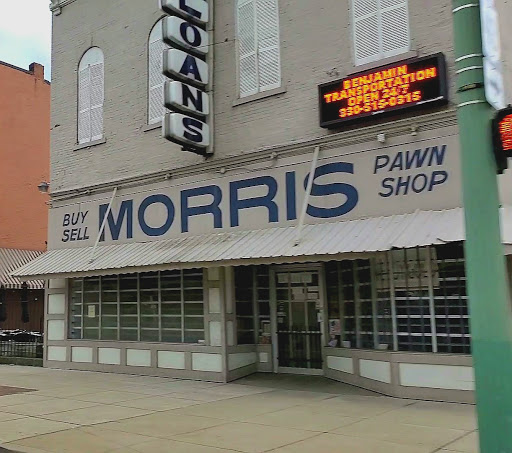 LOANS
BENJAMIN
TRANSPORTATION
OPEN 24/7
330-515-0315
BUY
SELL
MORRIS
PAWN
SHOP